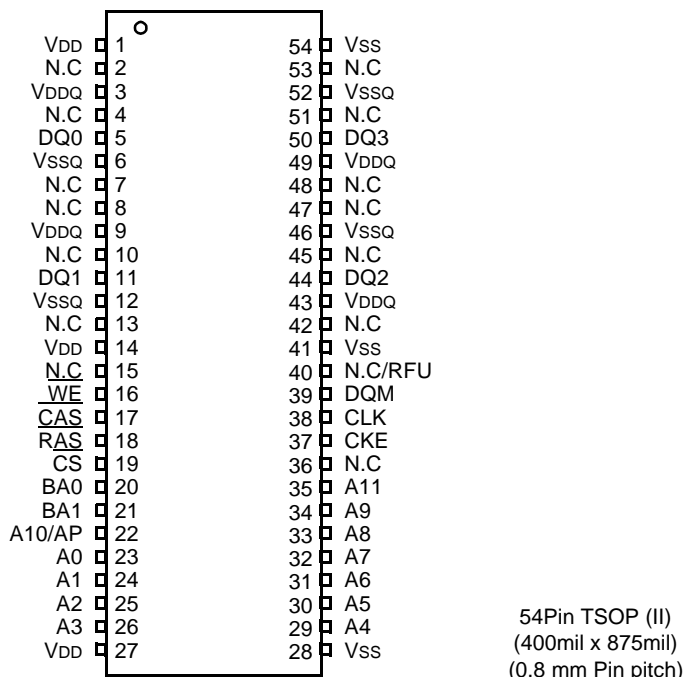 VDD 1 54 VSS
N.C 2 53 N.C
VDDQ 3 52 VSSQ
N.C 4 51 N.C
DQ0 5 50 DQ3
VSSQ 6 49 VDDQ
N.C 7 48 N.C
N.C 8 47 N.C
VDDQ 9 46 VSSQ
N.C 10 45 N.C
DQ1 11 44 DQ2
VSSQ 12 43 VDDQ
N.C 13 42 N.C
VDD 14 41 VSS
N.C 15 40 N.C/RFU
WE 16 39 DQM
CAS 17 38 CLK
RAS 18 37 CKE
CS 19 36 N.C
BA0 20 35 A11
BA1 21 34 A9
A10/AP 22 33 A8
A0 23 32 A7
A1 24 31 A6
A2 25 30 A5
A3 26 29 A4
VDD 27 28 VSS
54Pin TSOP (II)
(400mil x 875mil)
(0.8 mm Pin pitch)